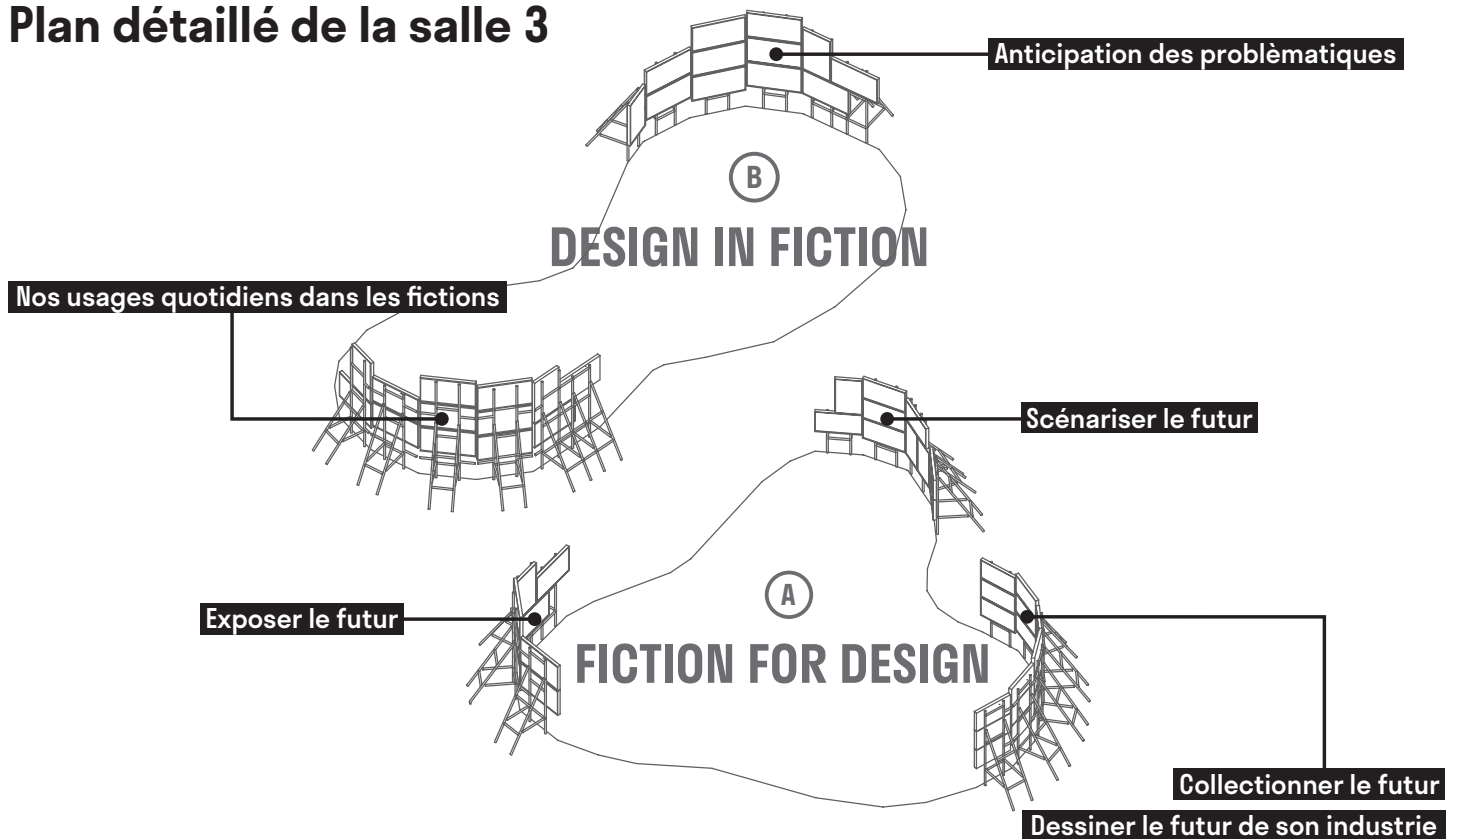 Plan détaillé de la salle 3
Anticipation des problèmatiques
B
DESIGN IN FICTION
Nos usages quotidiens dans les fictions
Scénariser le futur
A
Exposer le futur
FICTION FOR DESIGN
Collectionner le futur
Dessiner le futur de son industrie